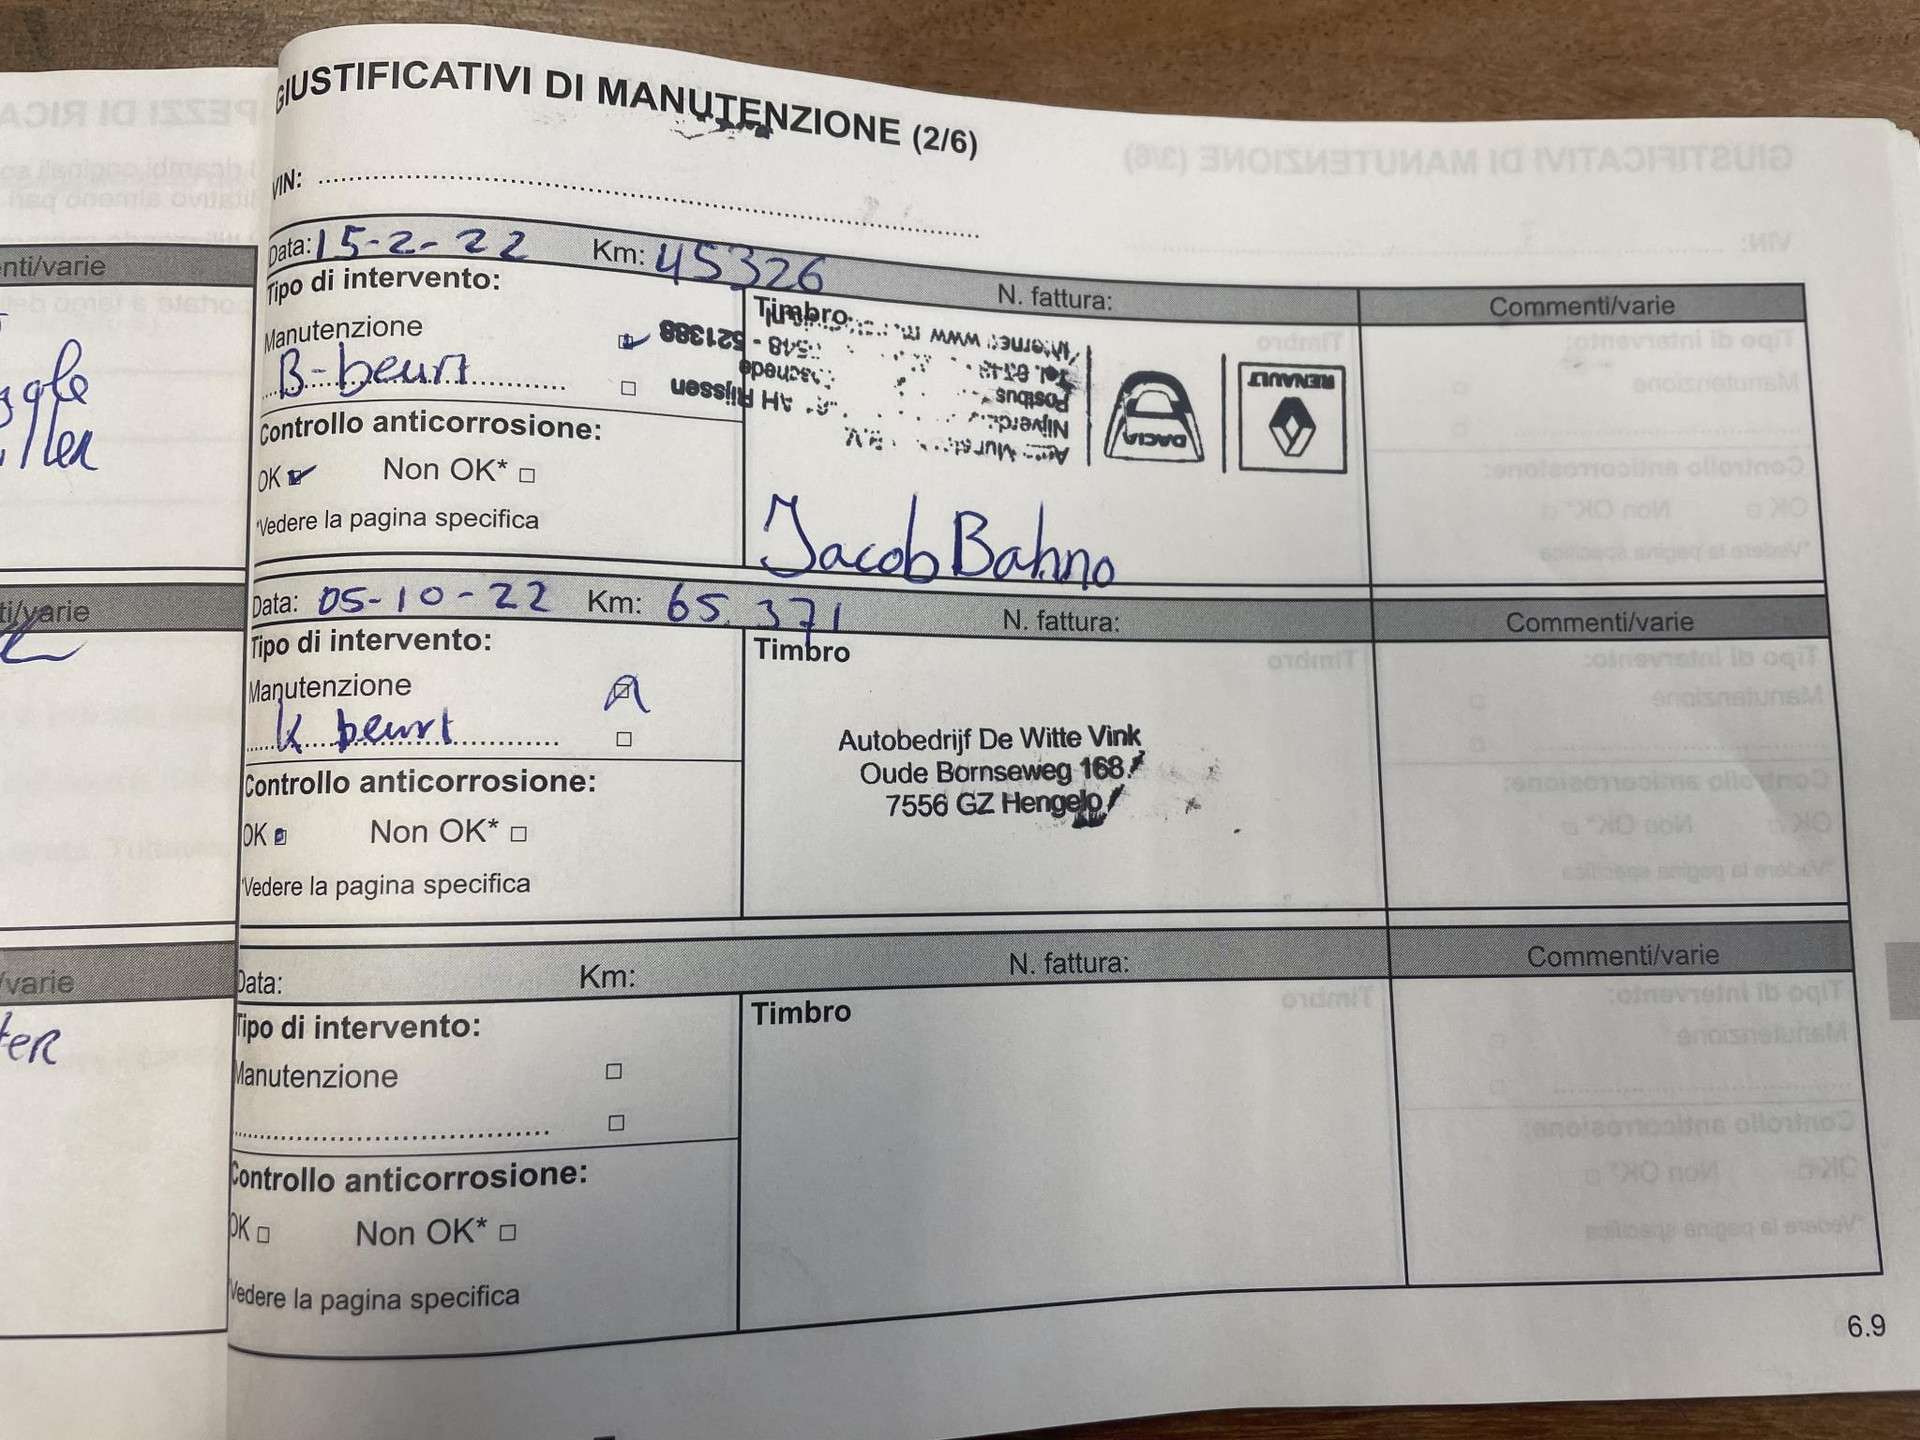 GIUSTIFICATIVI DI MANUTENZIONE (2/6)
VIN:
Data: 15-2-22 Km: 45326 N. fattura: Commenti/varie
Tipo di intervento:
Manutenzione
B-beurt
Controllo anticorrosione:
OK Non OK*
*Vedere la pagina specifica
Timbro
RENAULT
DACIA
Postbus
AH Rijssen
521388
Jacob Bahno
Data: 05-10-22 Km: 65.371 N. fattura: Commenti/varie
Tipo di intervento:
Manutenzione
K beurt
Controllo anticorrosione:
OK Non OK*
*Vedere la pagina specifica
Timbro
Autobedrijf De Witte Vink
Oude Bornseweg 168
7556 GZ Hengelo
Data: Km: N. fattura: Commenti/varie
Tipo di intervento:
Manutenzione
Controllo anticorrosione:
OK Non OK*
*Vedere la pagina specifica
Timbro
6.9